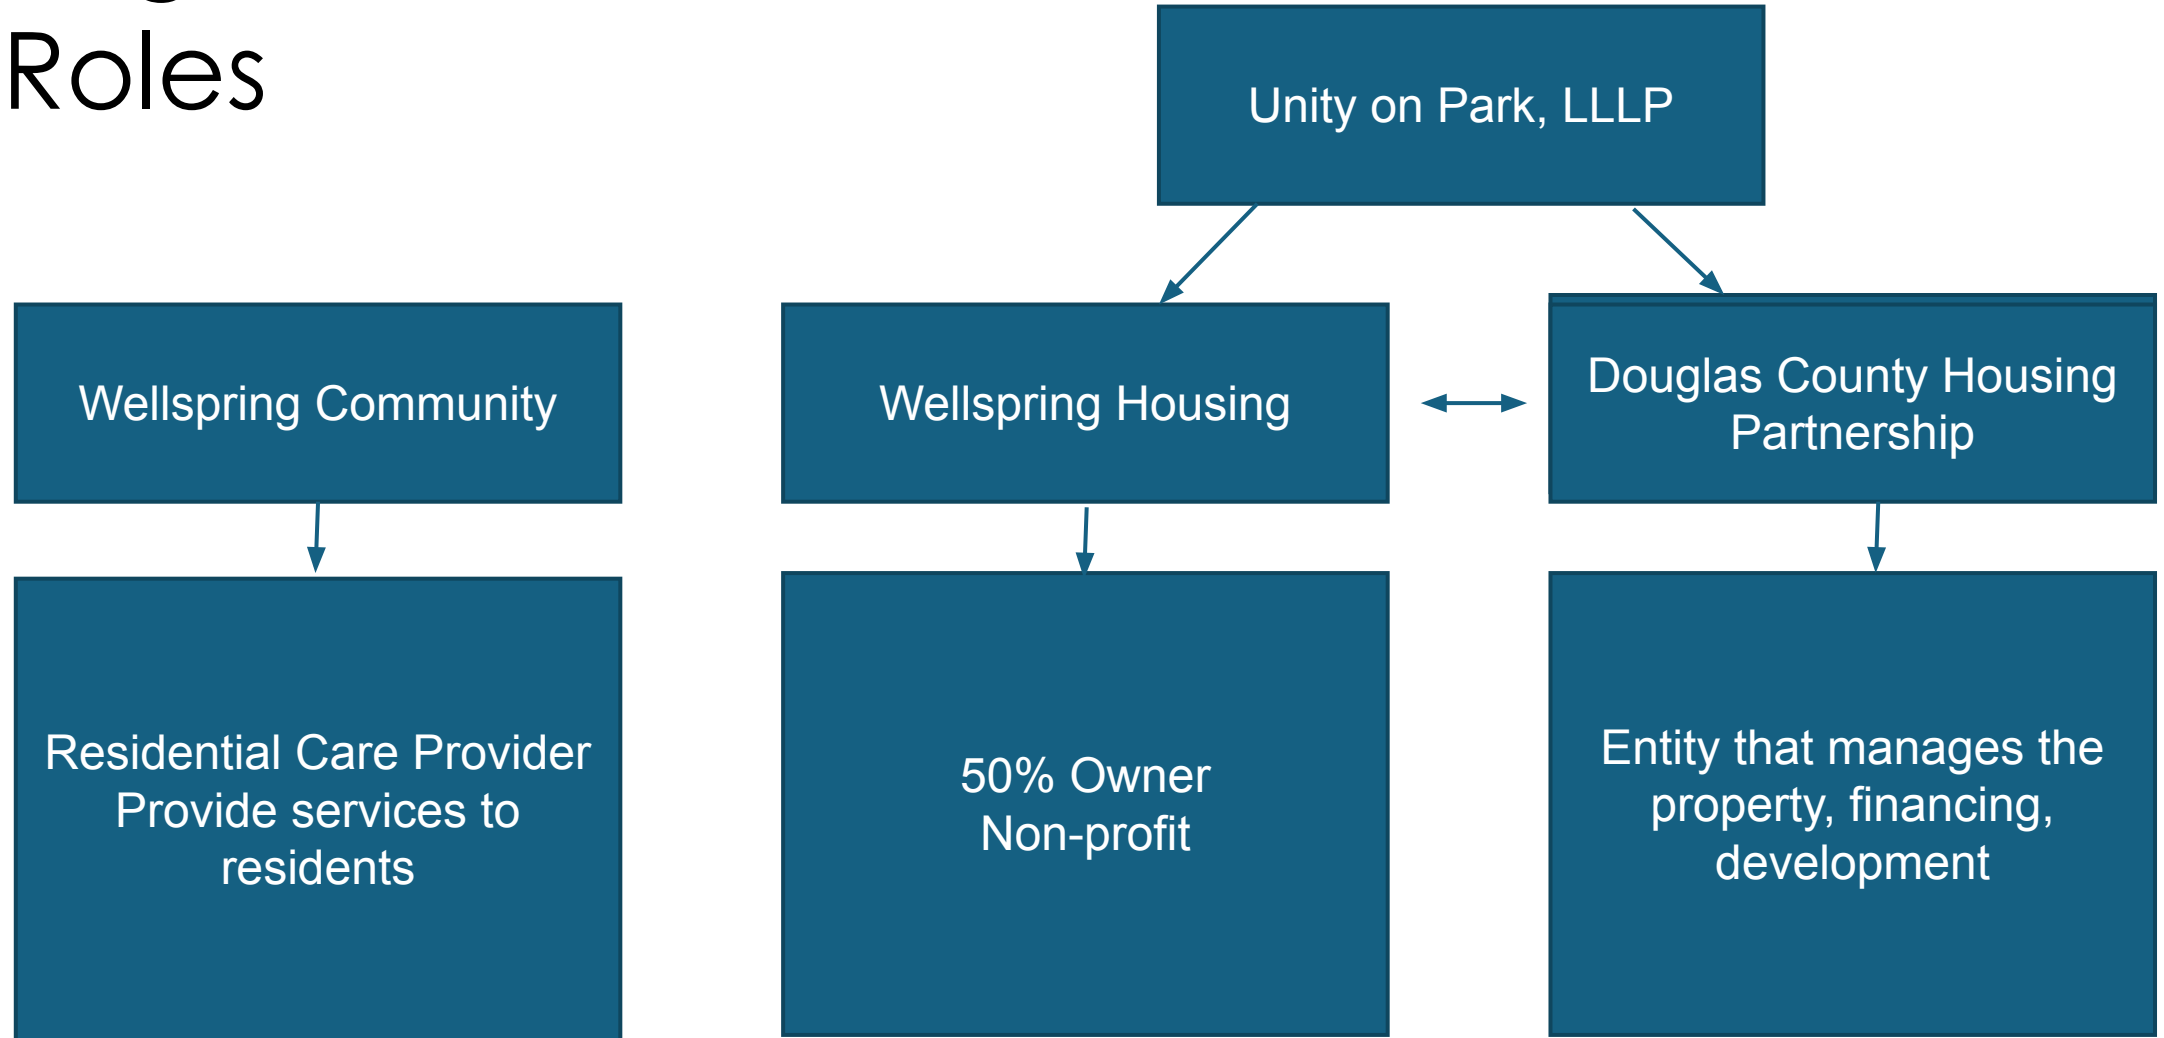 Roles
Unity on Park, LLLP
Wellspring Community
Wellspring Housing
Douglas County Housing
Partnership
Residential Care Provider
Provide services to
residents
50% Owner
Non-profit
Entity that manages the
property, financing,
development